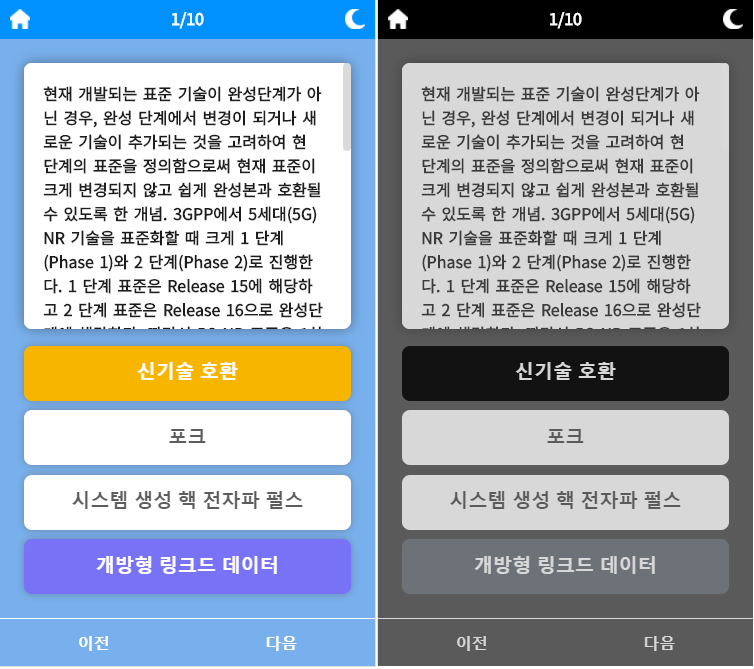 1/10
현재 개발되는 표준 기술이 완성단계가 아
닌 경우, 완성 단계에서 변경이 되거나 새
로운 기술이 추가되는 것을 고려하여 현
단계의 표준을 정의함으로써 현재 표준이
크게 변경되지 않고 쉽게 완성본과 호환될
수 있도록 한 개념. 3GPP에서 5세대(5G)
NR 기술을 표준화할 때 크게 1 단계
(Phase 1)와 2 단계(Phase 2)로 진행한
다. 1 단계 표준은 Release 15에 해당하
고 2 단계 표준은 Release 16으로 완성단
신기술 호환
포크
시스템 생성 핵 전자파 펄스
개방형 링크드 데이터
이전 다음
1/10
현재 개발되는 표준 기술이 완성단계가 아
닌 경우, 완성 단계에서 변경이 되거나 새
로운 기술이 추가되는 것을 고려하여 현
단계의 표준을 정의함으로써 현재 표준이
크게 변경되지 않고 쉽게 완성본과 호환될
수 있도록 한 개념. 3GPP에서 5세대(5G)
NR 기술을 표준화할 때 크게 1 단계
(Phase 1)와 2 단계(Phase 2)로 진행한
다. 1 단계 표준은 Release 15에 해당하
고 2 단계 표준은 Release 16으로 완성단
신기술 호환
포크
시스템 생성 핵 전자파 펄스
개방형 링크드 데이터
이전 다음